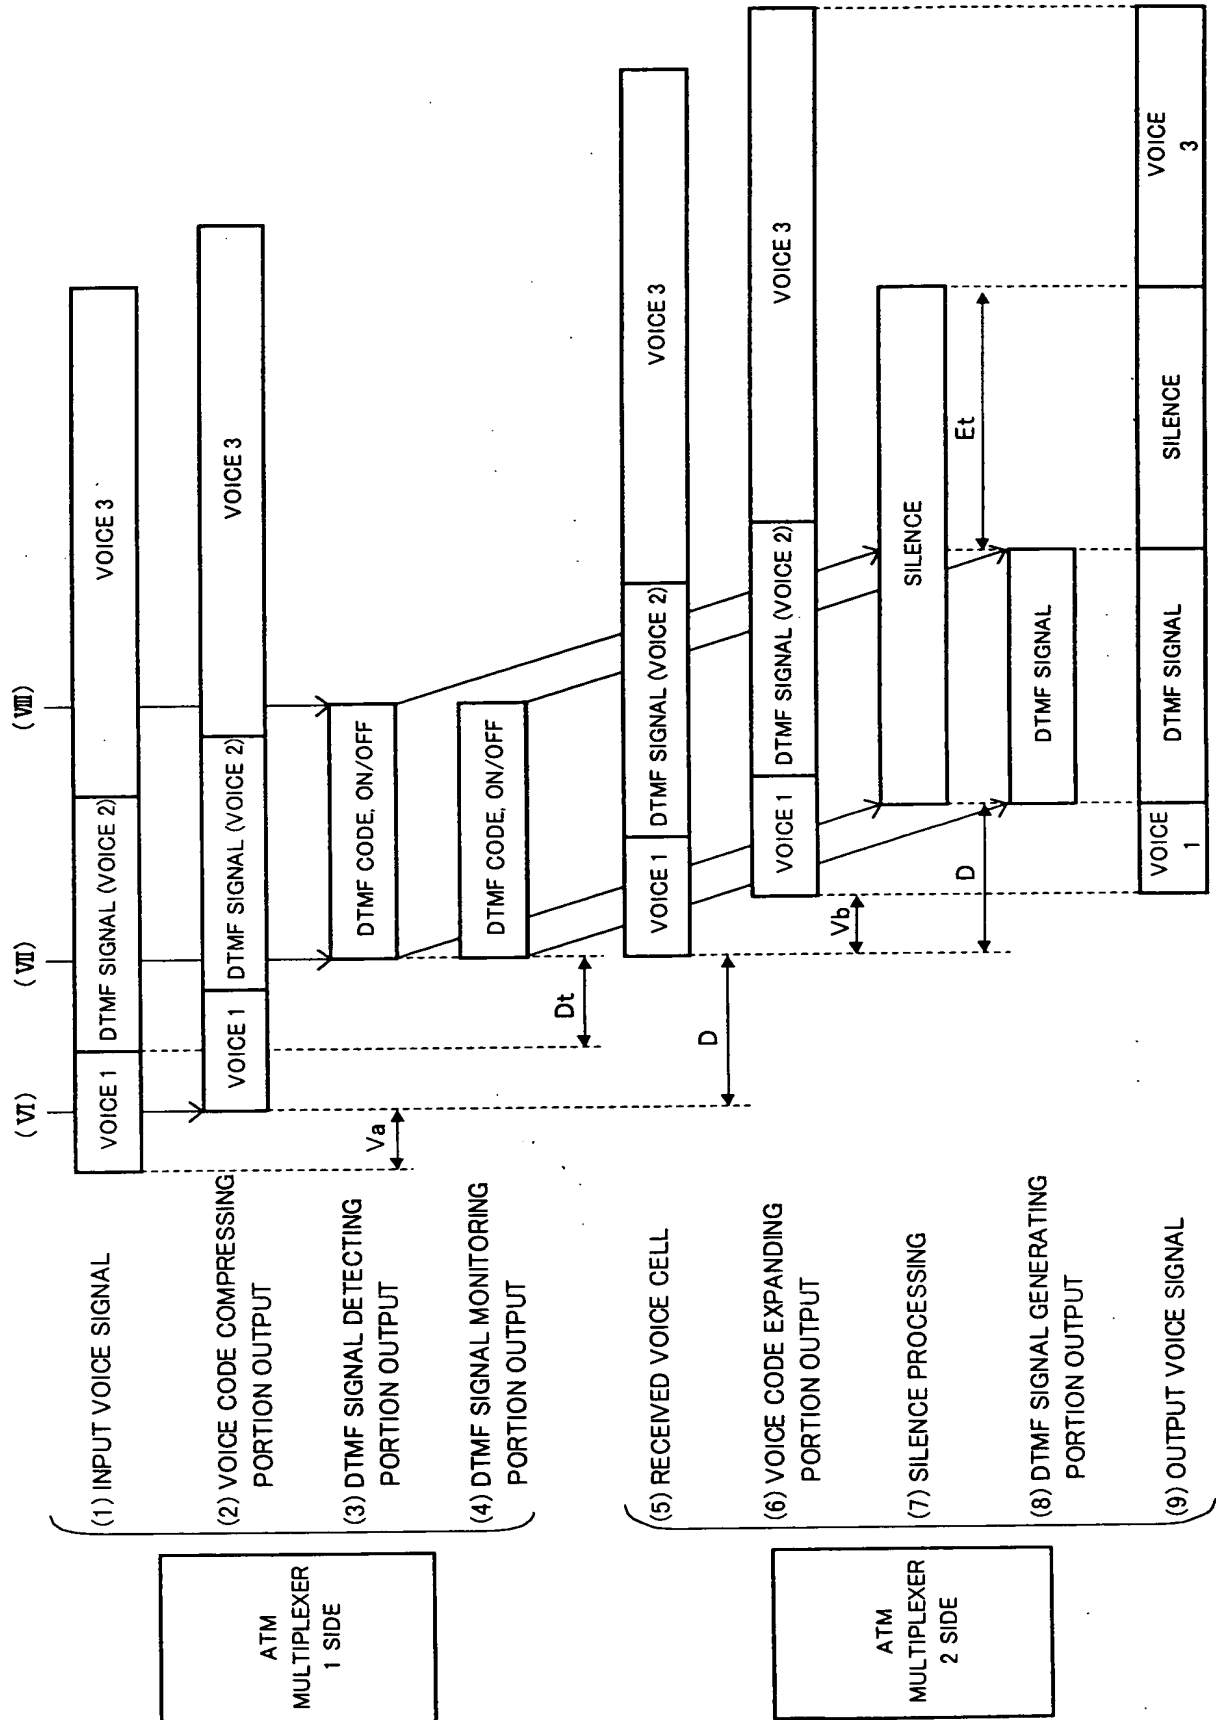 (VI)
(VII)
(VIII)
ATM
MULTIPLEXER
1 SIDE
(1) INPUT VOICE SIGNAL
VOICE 1
DTMF SIGNAL (VOICE 2)
VOICE 3
(2) VOICE CODE COMPRESSING
PORTION OUTPUT
VOICE 1
DTMF SIGNAL (VOICE 2)
VOICE 3
Va
(3) DTMF SIGNAL DETECTING
PORTION OUTPUT
DTMF CODE, ON/OFF
(4) DTMF SIGNAL MONITORING
PORTION OUTPUT
DTMF CODE, ON/OFF
Dt
ATM
MULTIPLEXER
2 SIDE
(5) RECEIVED VOICE CELL
VOICE 1
DTMF SIGNAL (VOICE 2)
VOICE 3
D
(6) VOICE CODE EXPANDING
PORTION OUTPUT
VOICE 1
DTMF SIGNAL (VOICE 2)
VOICE 3
Vb
(7) SILENCE PROCESSING
SILENCE
D
Et
(8) DTMF SIGNAL GENERATING
PORTION OUTPUT
DTMF SIGNAL
(9) OUTPUT VOICE SIGNAL
VOICE
1
DTMF SIGNAL
SILENCE
VOICE
3